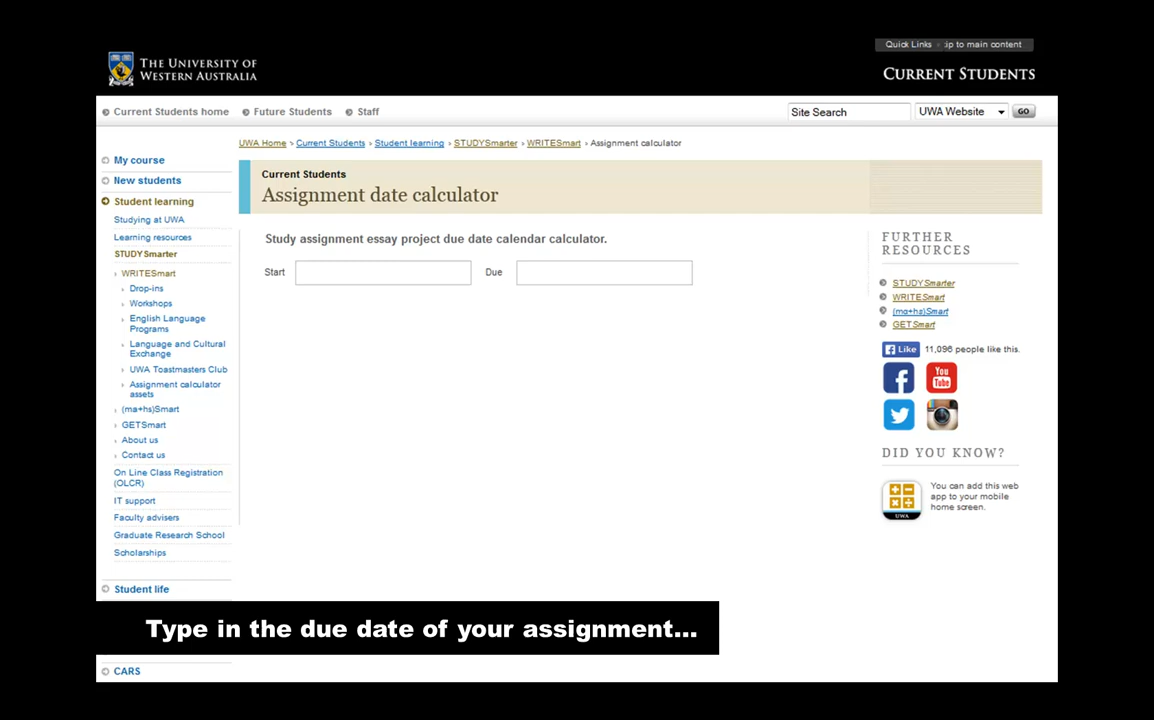 Quick Links
ip to main content
THE UNIVERSITY OF
WESTERN AUSTRALIA
CURRENT STUDENTS
Current Students home
Future Students
Staff
Site Search
UWA Website
GO
UWA Home › Current Students › Student learning › STUDYSmarter › WRITESmart › Assignment calculator
My course
New students
Student learning
Studying at UWA
Learning resources
STUDYSmarter
WRITESmart
Drop-ins
Workshops
English Language
Programs
Language and Cultural
Exchange
UWA Toastmasters Club
Assignment calculator
assets
(ma+hs)Smart
GETSmart
About us
Contact us
On Line Class Registration
(OLCR)
IT support
Faculty advisers
Graduate Research School
Scholarships
Student life
CARS
Current Students
Assignment date calculator
Study assignment essay project due date calendar calculator.
Start
Due
FURTHER
RESOURCES
STUDYSmarter
WRITESmart
(ma+hs)Smart
GETSmart
Like
11,096 people like this.
You
Tube
DID YOU KNOW?
UWA
You can add this web
app to your mobile
home screen.
Type in the due date of your assignment...